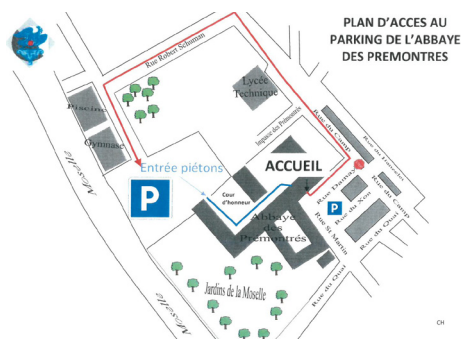 PLAN D'ACCES AU
PARKING DE L'ABBAYE
DES PREMONTRES
Rue Robert Schuman
Lycée
Technique
Piscine
Gymnase
Impasse des Prémontrés
Rue du Camp
Entrée piétons
ACCUEIL
Rue Damay
P
Cour
d'honneur
P
Rue du Xon
Rue du Camp
Abbaye
des
Prémontrés
Rue St Martin
Rue du Quai
Rue du Quai
Moselle
Jardins de la Moselle
Moselle
CH